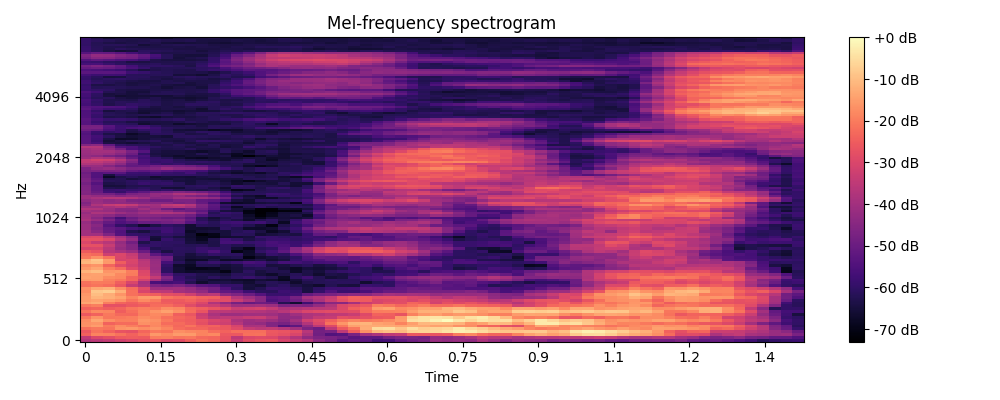 Mel-frequency spectrogram
Hz
4096
2048
1024
512
0
0 0.15 0.3 0.45 0.6 0.75 0.9 1.1 1.2 1.4
Time
+0 dB
-10 dB
-20 dB
-30 dB
-40 dB
-50 dB
-60 dB
-70 dB